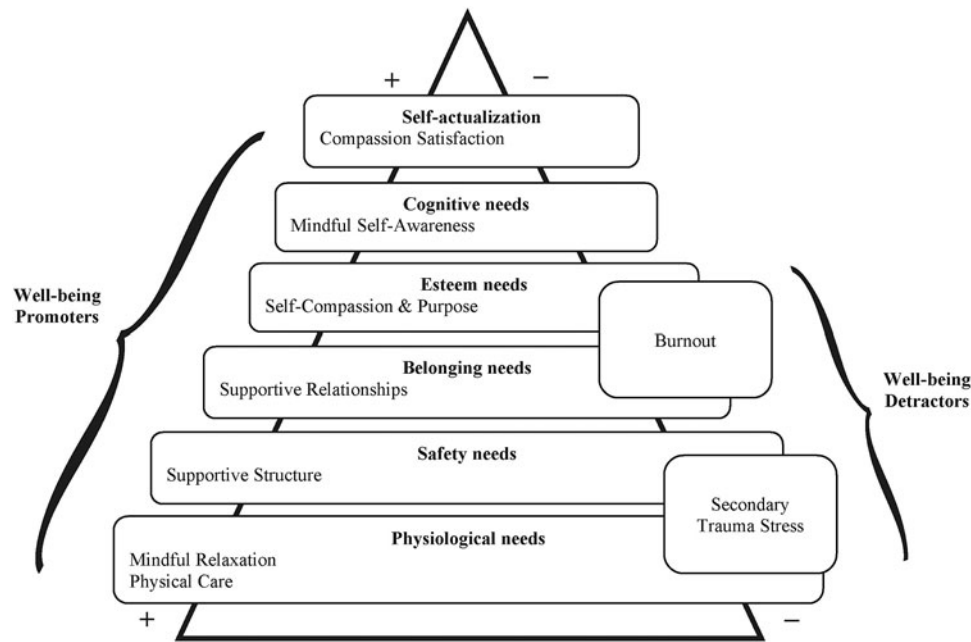 +
−
Self-actualization
Compassion Satisfaction
Cognitive needs
Mindful Self-Awareness
Esteem needs
Self-Compassion & Purpose
Burnout
Well-being
Promoters
Belonging needs
Supportive Relationships
Well-being
Detractors
Safety needs
Supportive Structure
Secondary
Trauma Stress
Physiological needs
Mindful Relaxation
Physical Care
+
−